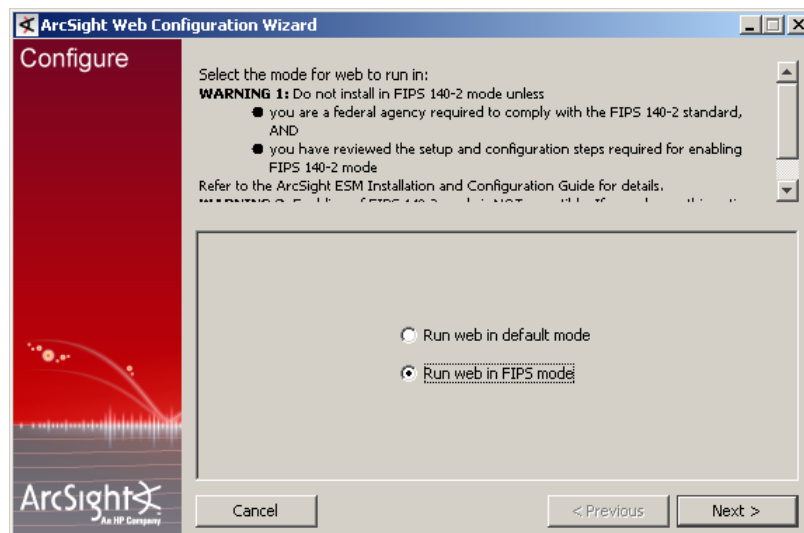 ArcSight Web Configuration Wizard
Configure
Select the mode for web to run in:
WARNING 1: Do not install in FIPS 140-2 mode unless
● you are a federal agency required to comply with the FIPS 140-2 standard,
AND
● you have reviewed the setup and configuration steps required for enabling
FIPS 140-2 mode
Refer to the ArcSight ESM Installation and Configuration Guide for details.
Run web in default mode
Run web in FIPS mode
ArcSight
An HP Company
Cancel
< Previous
Next >